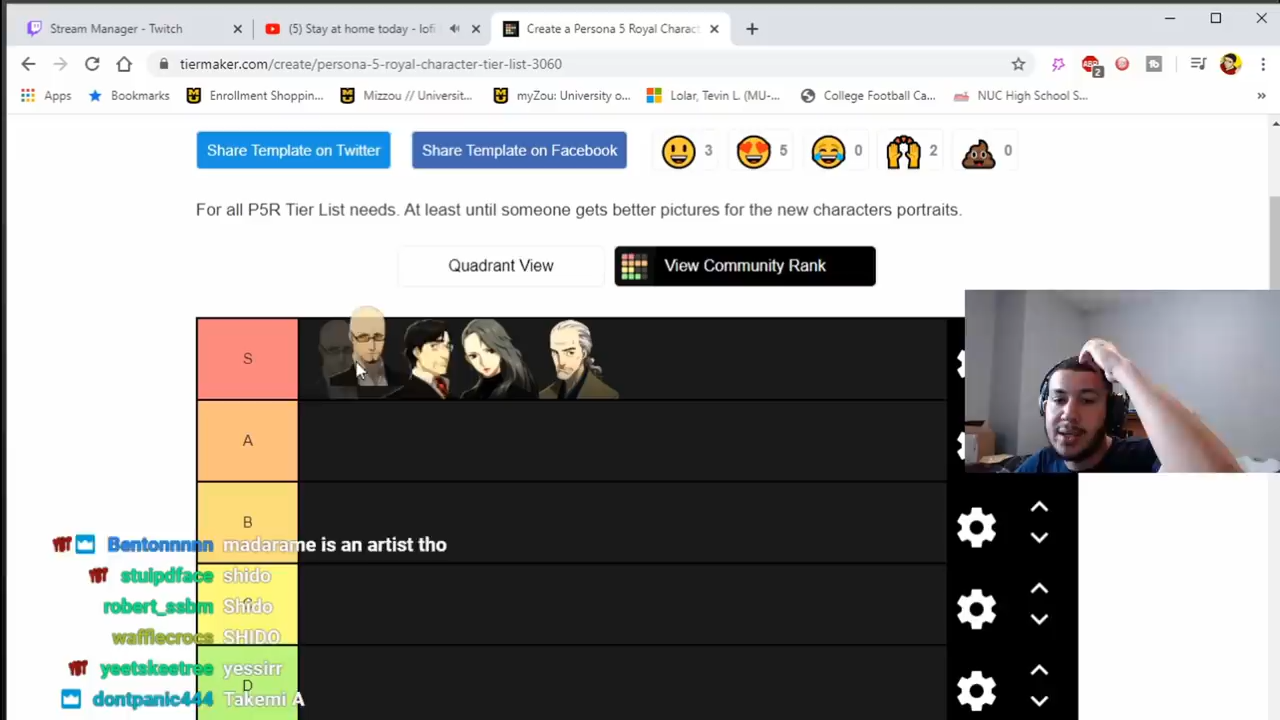 Stream Manager - Twitch
(5) Stay at home today - lofi
Create a Persona 5 Royal Charact
tiermaker.com/create/persona-5-royal-character-tier-list-3060
ABP
2
tb
Apps
Bookmarks
Enrollment Shoppin...
Mizzou // Universit...
myZou: University o...
Lolar, Tevin L. (MU-...
College Football Ca...
NUC High School S...
»
Share Template on Twitter
Share Template on Facebook
3
5
0
2
0
For all P5R Tier List needs. At least until someone gets better pictures for the new characters portraits.
Quadrant View
View Community Rank
S
A
B
D
Bentonnnnn madarame is an artist tho
stuipdface shido
robert_ssbm Shido
wafflecrocs SHIDO
yeetskeetree yessirr
dontpanic444 Takemi A